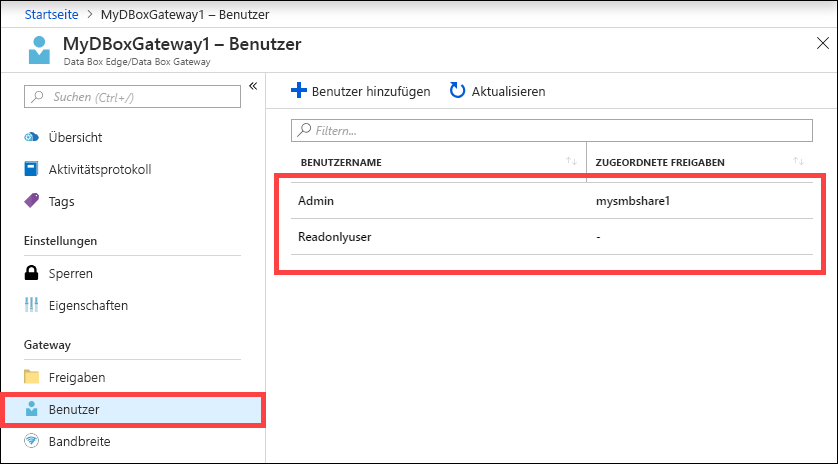 Startseite > MyDBoxGateway1 – Benutzer
MyDBoxGateway1 – Benutzer
Data Box Edge/Data Box Gateway
Suchen (Ctrl+/)
Übersicht
Aktivitätsprotokoll
Tags
Einstellungen
Sperren
Eigenschaften
Gateway
Freigaben
Benutzer
Bandbreite
Benutzer hinzufügen Aktualisieren
Filtern...
BENUTZERNAME ZUGEORDNETE FREIGABEN
Admin mysmbshare1
Readonlyuser -